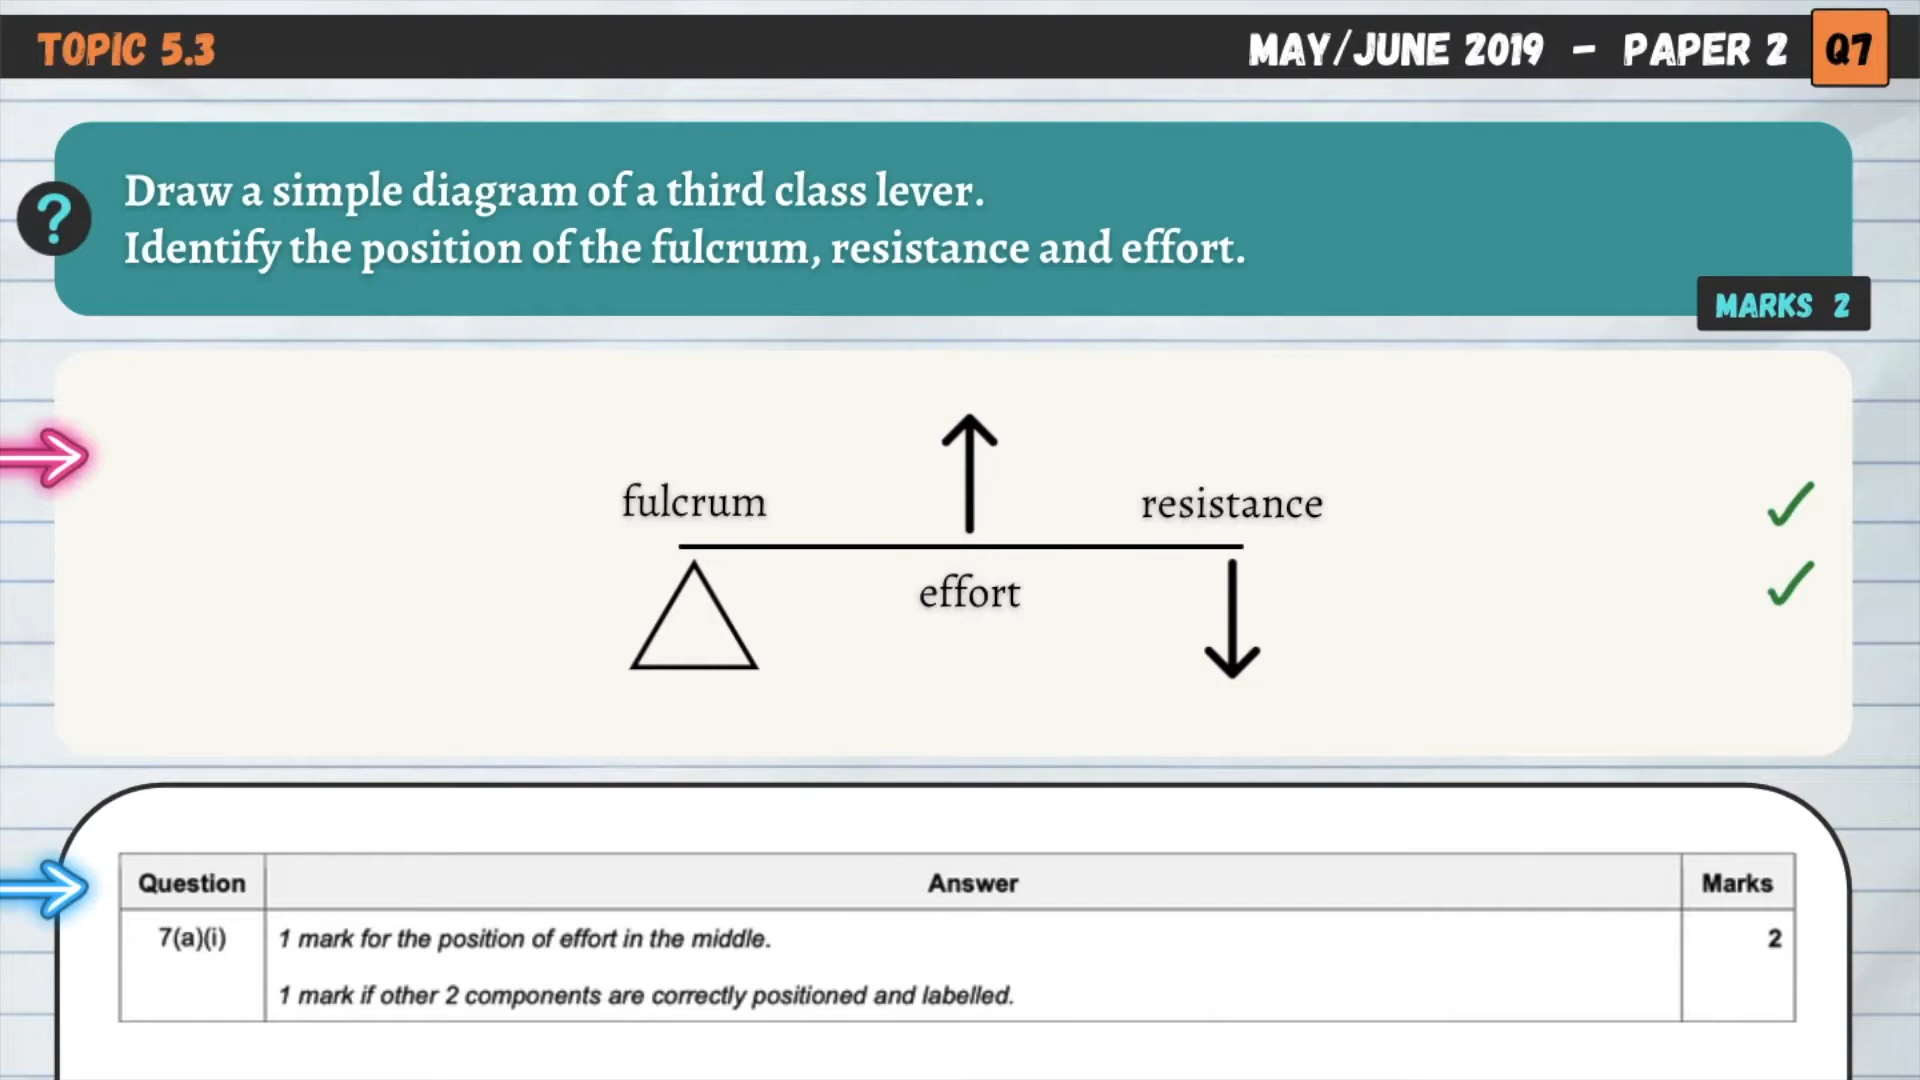 TOPIC 5.3
MAY/JUNE 2019 – PAPER 2
Q7
?
Draw a simple diagram of a third class lever.
Identify the position of the fulcrum, resistance and effort.
MARKS 2
fulcrum
resistance
effort
Question Answer Marks
7(a)(i) 1 mark for the position of effort in the middle. 2
1 mark if other 2 components are correctly positioned and labelled.